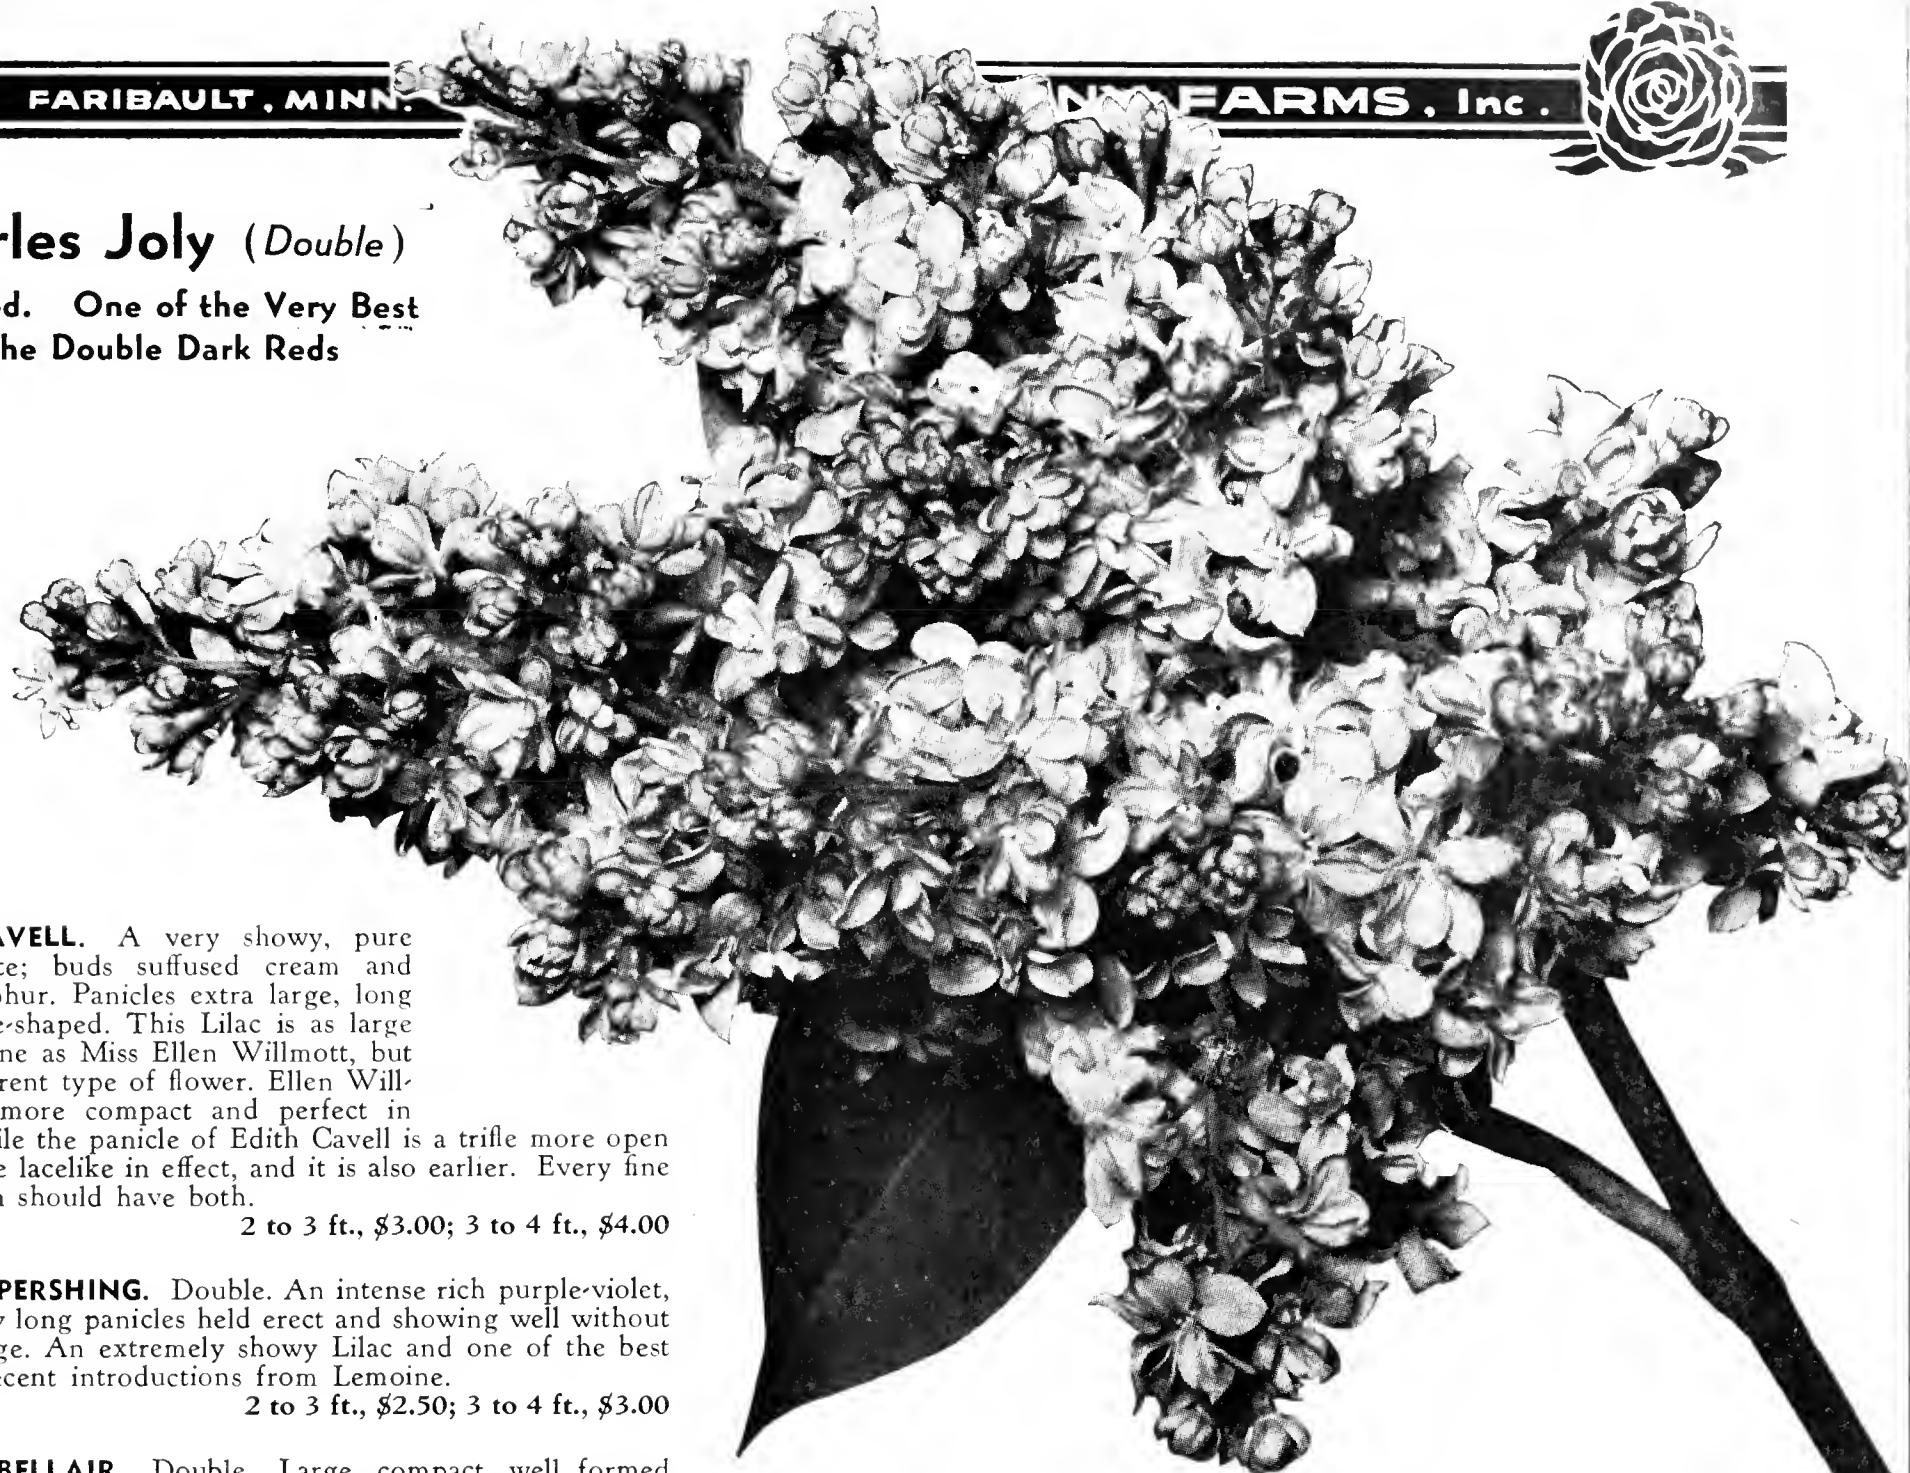 FARIBAULT, MINN.
NY FARMS, Inc.
rles Joly (Double)
d. One of the Very Best
he Double Dark Reds
AVELL. A very showy, pure
te; buds suffused cream and
phur. Panicles extra large, long
e-shaped. This Lilac is as large
ne as Miss Ellen Willmott, but
rent type of flower. Ellen Will-
more compact and perfect in
ile the panicle of Edith Cavell is a trifle more open
e lacelike in effect, and it is also earlier. Every fine
n should have both.
2 to 3 ft., $3.00; 3 to 4 ft., $4.00
PERSHING. Double. An intense rich purple-violet,
y long panicles held erect and showing well without
ge. An extremely showy Lilac and one of the best
ecent introductions from Lemoine.
2 to 3 ft., $2.50; 3 to 4 ft., $3.00
BELLAIR. Double. Large, compact, well formed